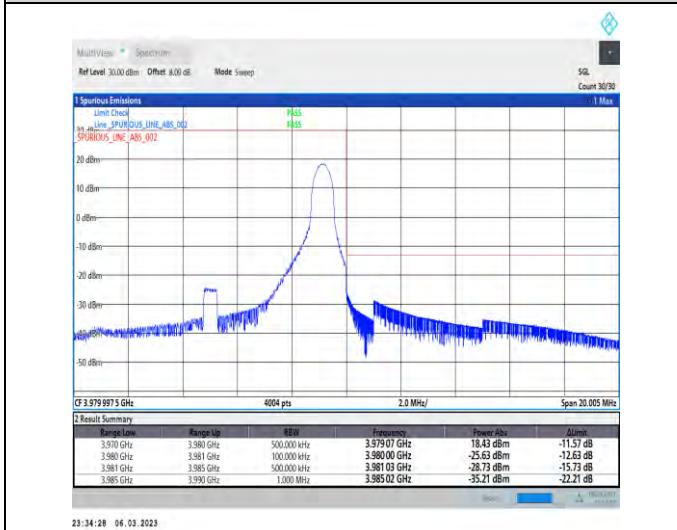 MultiView Spectrum
Ref Level 30.00 dBm Offset 8.00 dB Mode Sweep SGL
Count 30/30
1 Spurious Emissions 1 Max
Limit Check PASS
Line _SPURIOUS_LINE_ABS_002 PASS
30 dBm
_SPURIOUS_LINE_ABS_002
20 dBm
10 dBm
0 dBm
-10 dBm
-20 dBm
-30 dBm
-40 dBm
-50 dBm
CF 3.979 997 5 GHz 4004 pts 2.0 MHz/ Span 20.005 MHz
2 Result Summary
Range Low Range Up RBW Frequency Power Abs ΔLimit
3.970 GHz 3.980 GHz 500.000 kHz 3.979 07 GHz 18.43 dBm -11.57 dB
3.980 GHz 3.981 GHz 100.000 kHz 3.980 00 GHz -25.63 dBm -12.63 dB
3.981 GHz 3.985 GHz 500.000 kHz 3.981 03 GHz -28.73 dBm -15.73 dB
3.985 GHz 3.990 GHz 1.000 MHz 3.985 02 GHz -35.21 dBm -22.21 dB
23:34:28 06.03.2023